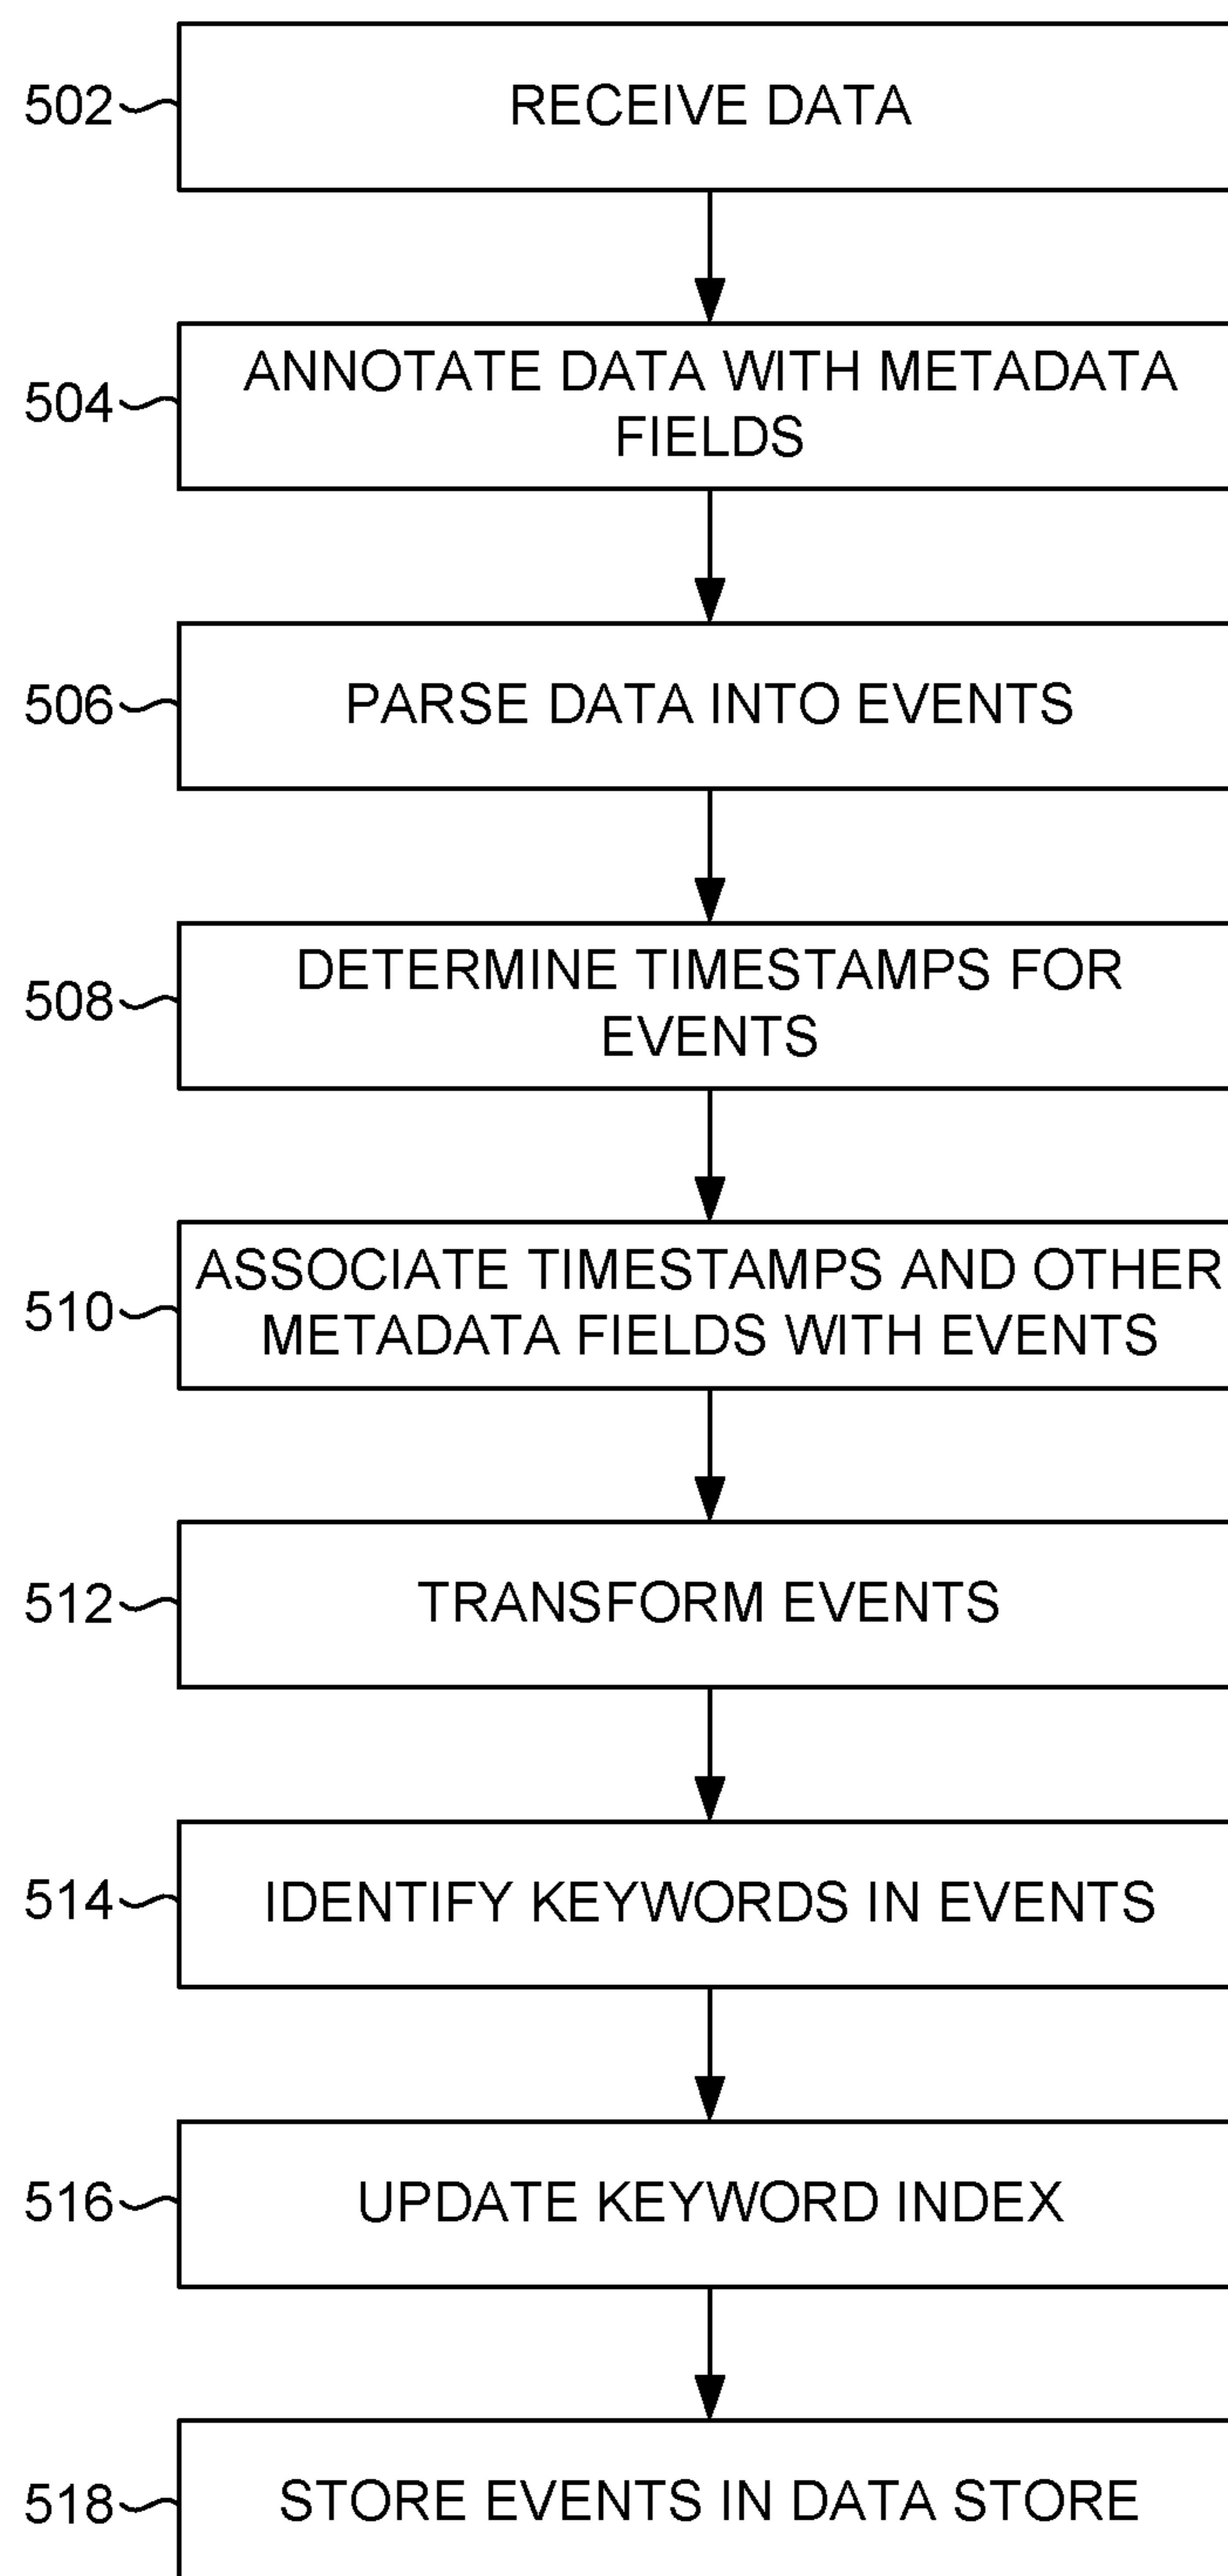 502
RECEIVE DATA
504
ANNOTATE DATA WITH METADATA
FIELDS
506
PARSE DATA INTO EVENTS
508
DETERMINE TIMESTAMPS FOR
EVENTS
510
ASSOCIATE TIMESTAMPS AND OTHER
METADATA FIELDS WITH EVENTS
512
TRANSFORM EVENTS
514
IDENTIFY KEYWORDS IN EVENTS
516
UPDATE KEYWORD INDEX
518
STORE EVENTS IN DATA STORE